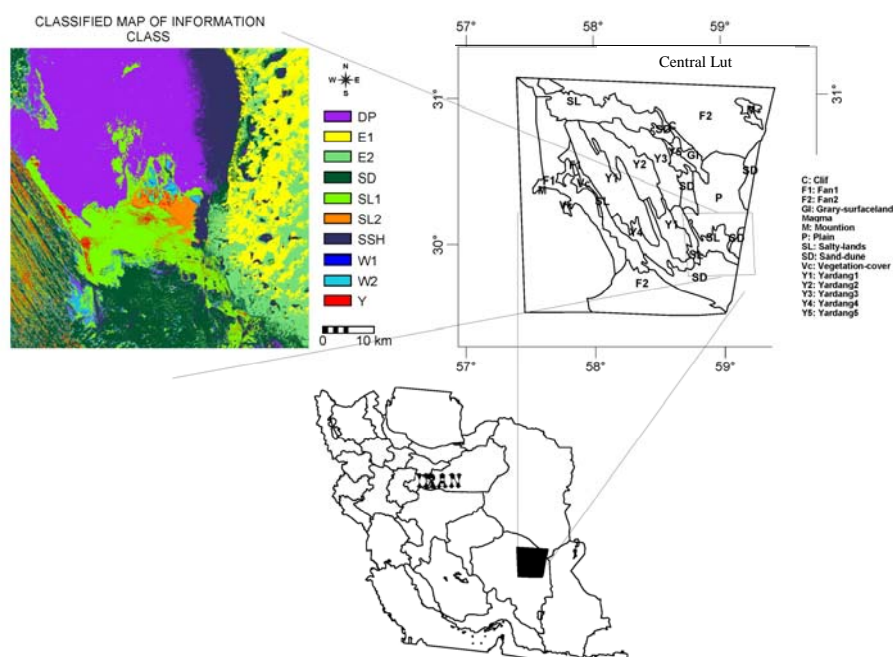 CLASSIFIED MAP OF INFORMATION
CLASS
N
W E
S
DP
E1
E2
SD
SL1
SL2
SSH
W1
W2
Y
0 10 km
57° 58° 59°
Central Lut
31° 31°
30°
57° 58° 59°
SL
F2
M
C
SD
Y5
GI
Y2
Y3
F1
Y1
SD
SD
F1
M
Vc
P
SL
Vc
Y4
Y1
SL
SD
SL
SD
F2
C: Clif
F1: Fan1
F2: Fan2
GI: Grary-surfaceland
Magma
M: Mountion
P: Plain
SL: Salty-lands
SD: Sand-dune
Vc: Vegetation-cover
Y1: Yardang1
Y2: Yardang2
Y3: Yardang3
Y4: Yardang4
Y5: Yardang5
IRAN